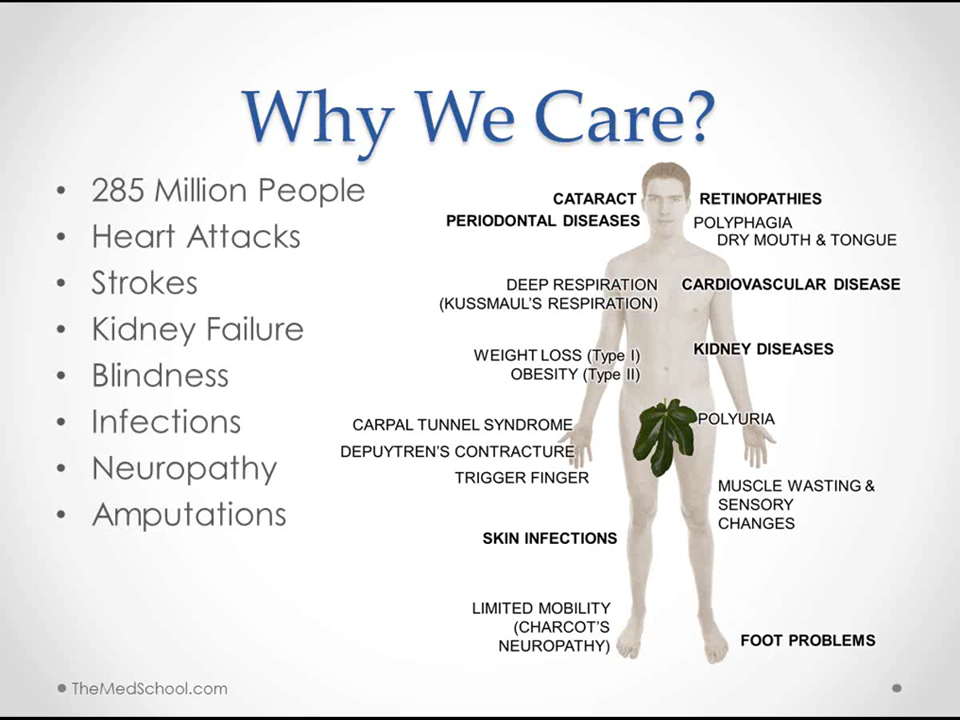 Why We Care?
• 285 Million People
• Heart Attacks
• Strokes
• Kidney Failure
• Blindness
• Infections
• Neuropathy
• Amputations
CATARACT
PERIODONTAL DISEASES
RETINOPATHIES
POLYPHAGIA
DRY MOUTH & TONGUE
DEEP RESPIRATION
(KUSSMAUL'S RESPIRATION)
CARDIOVASCULAR DISEASE
WEIGHT LOSS (Type I)
OBESITY (Type II)
KIDNEY DISEASES
CARPAL TUNNEL SYNDROME
DEPUYTREN'S CONTRACTURE
TRIGGER FINGER
POLYURIA
MUSCLE WASTING &
SENSORY
CHANGES
SKIN INFECTIONS
LIMITED MOBILITY
(CHARCOT'S
NEUROPATHY)
FOOT PROBLEMS
TheMedSchool.com